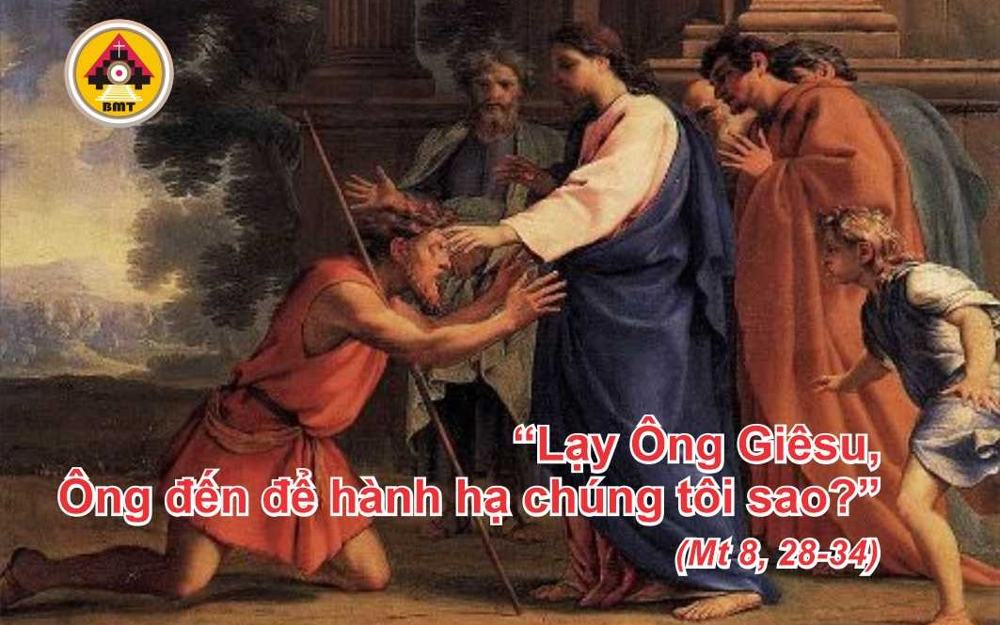 BMT
“Lạy Ông Giêsu,
Ông đến để hành hạ chúng tôi sao?”
(Mt 8, 28-34)